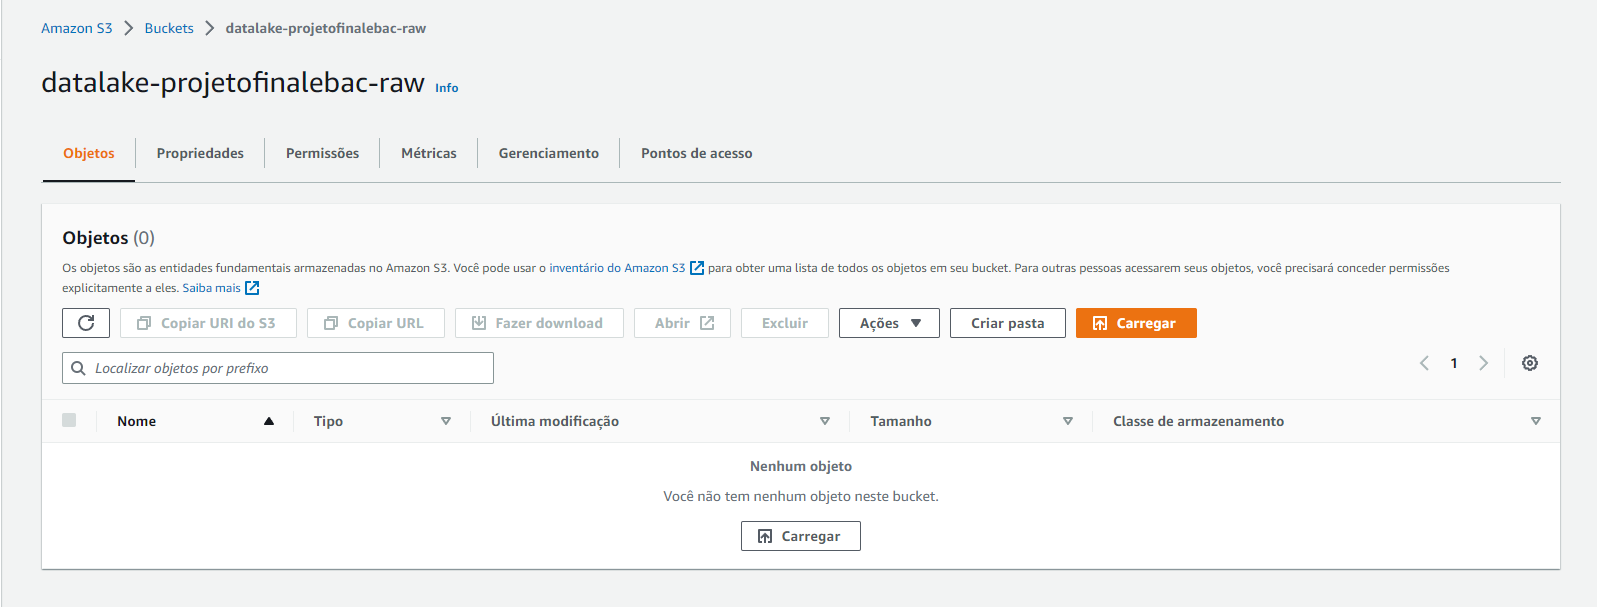 Amazon S3 > Buckets > datalake-projetofinalebac-raw
datalake-projetofinalebac-raw Info
Objetos Propriedades Permissões Métricas Gerenciamento Pontos de acesso
Objetos (0)
Os objetos são as entidades fundamentais armazenadas no Amazon S3. Você pode usar o inventário do Amazon S3 para obter uma lista de todos os objetos em seu bucket. Para outras pessoas acessarem seus objetos, você precisará conceder permissões
explicitamente a eles. Saiba mais
Copiar URI do S3 Copiar URL Fazer download Abrir Excluir Ações Criar pasta Carregar
Localizar objetos por prefixo 1
Nome Tipo Última modificação Tamanho Classe de armazenamento
Nenhum objeto
Você não tem nenhum objeto neste bucket.
Carregar